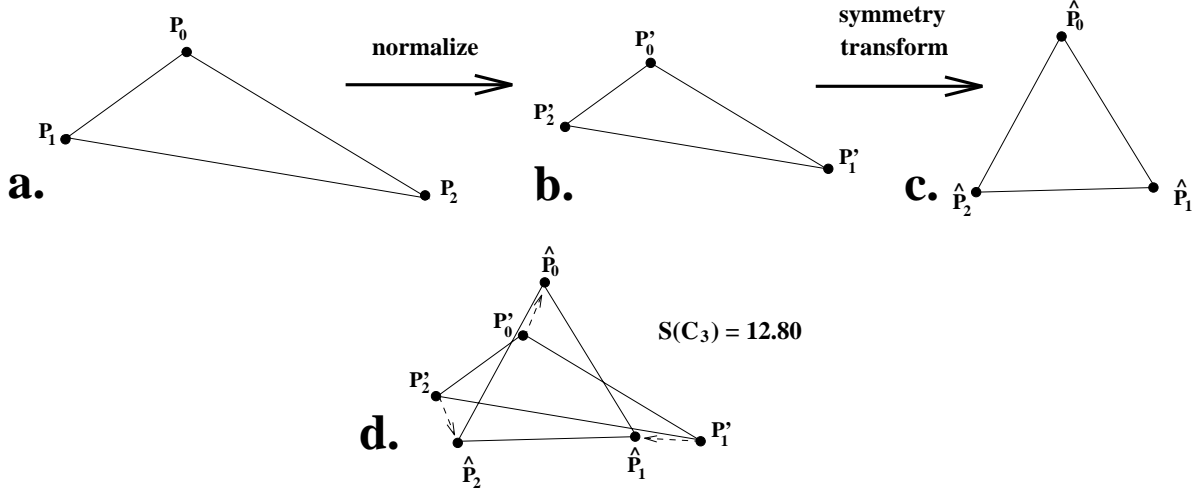 P₀
P₁
P₂
a.
normalize
P'₀
P'₂
P'₁
b.
symmetry
transform
P̂₀
P̂₂
P̂₁
c.
P̂₀
P'₀
P'₂
P'₁
P̂₂
P̂₁
d.
S(C₃) = 12.80